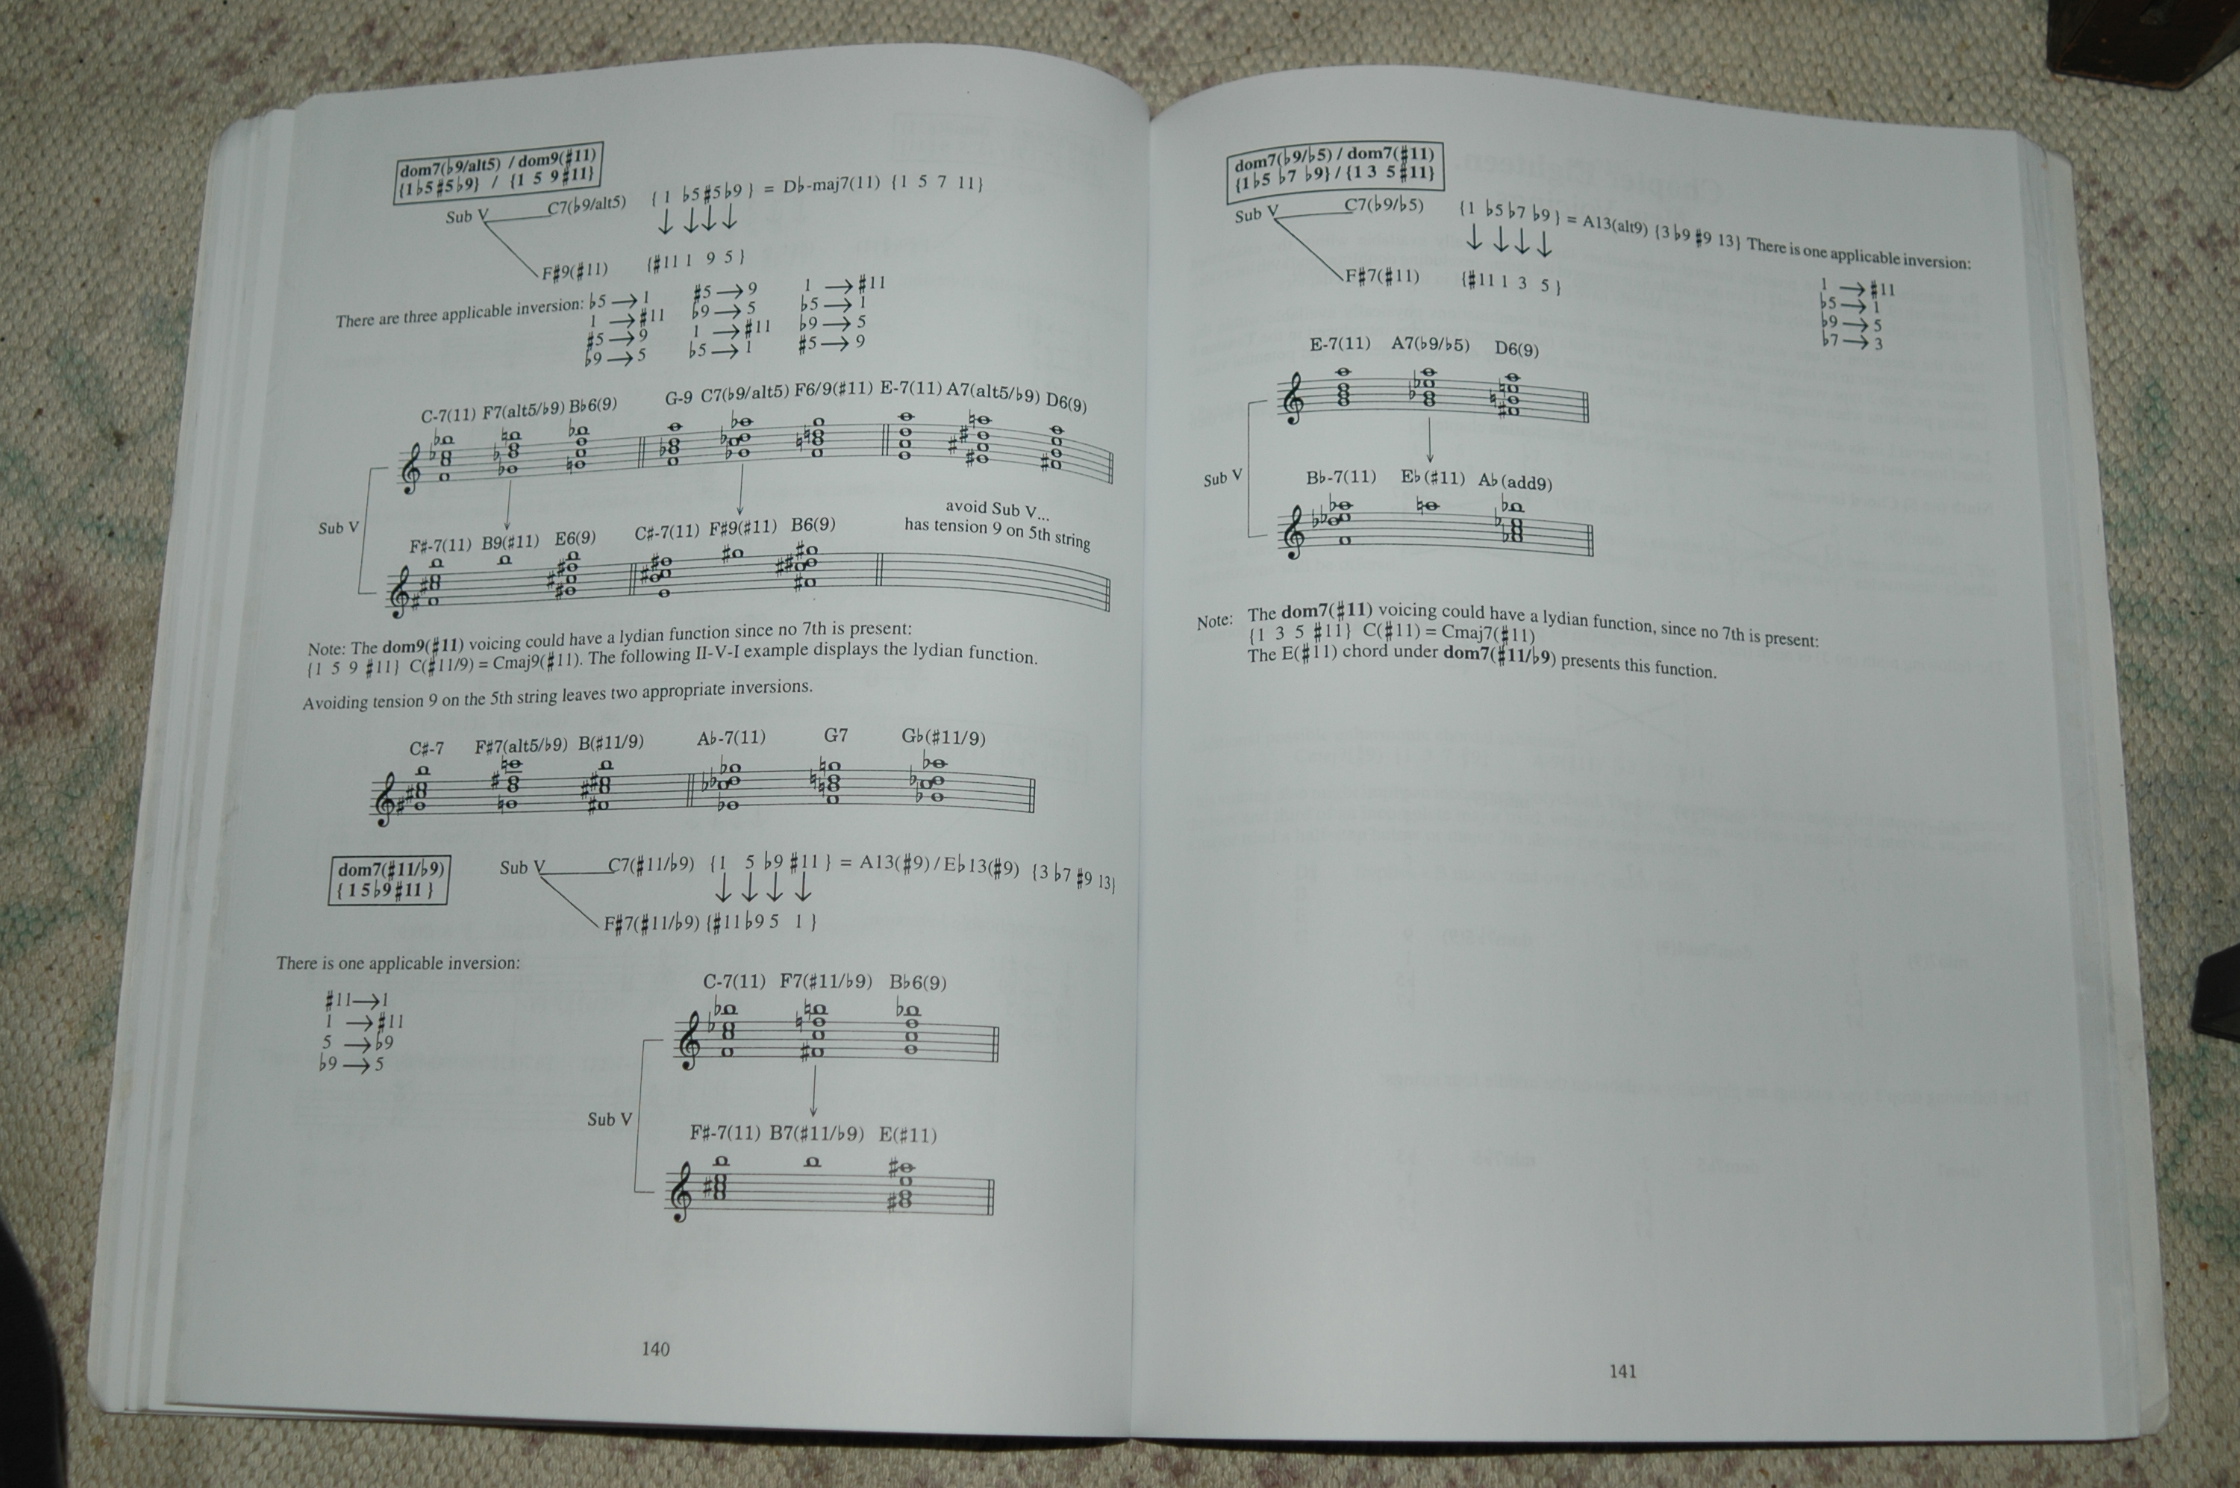 dom7(♭9/alt5) / dom9(♯11)
{1♭5♯5♭9} / {1 5 9♯11}
Sub V C7(♭9/alt5) { 1 ♭5♯5♭9 } = D♭-maj7(11) {1 5 7 11}
F♯9(♯11) {♯11 1 9 5 }
There are three applicable inversion: ♭5→1 ♯5→9 1→♯11
1→♯11 ♭9→5 ♭5→1
♯5→9 1→♯11 ♭9→5
♭9→5 ♭5→1 ♯5→9
C-7(11) F7(alt5/♭9) B♭6(9) G-9 C7(♭9/alt5) F6/9(♯11) E-7(11) A7(alt5/♭9) D6(9)
Sub V
avoid Sub V...
has tension 9 on 5th string
F♯-7(11) B9(♯11) E6(9) C♯-7(11) F♯9(♯11) B6(9)
Note: The dom9(♯11) voicing could have a lydian function since no 7th is present:
{1 5 9 ♯11} C(♯11/9) = Cmaj9(♯11). The following II-V-I example displays the lydian function.
Avoiding tension 9 on the 5th string leaves two appropriate inversions.
C♯-7 F♯7(alt5/♭9) B(♯11/9) A♭-7(11) G7 G♭(♯11/9)
dom7(♯11/♭9)
{ 1 5♭9♯11 }
Sub V C7(♯11/♭9) {1 5 ♭9 ♯11 } = A13(♯9) / E♭13(♯9) {3 ♭7 ♯9 13}
F♯7(♯11/♭9) {♯11♭9 5 1 }
There is one applicable inversion:
♯11→1
1→♯11
5→♭9
♭9→5
C-7(11) F7(♯11/♭9) B♭6(9)
Sub V
F♯-7(11) B7(♯11/♭9) E(♯11)
140
dom7(♭9/♭5) / dom7(♯11)
{1♭5 ♭7 ♭9} / {1 3 5♯11}
Sub V C7(♭9/♭5) {1 ♭5 ♭7 ♭9 } = A13(alt9) {3 ♭9 ♯9 13} There is one applicable inversion:
F♯7(♯11) {♯11 1 3 5 }
1→♯11
♭5→1
♭9→5
♭7→3
E-7(11) A7(♭9/♭5) D6(9)
Sub V
B♭-7(11) E♭(♯11) A♭(add9)
Note: The dom7(♯11) voicing could have a lydian function, since no 7th is present:
{1 3 5 ♯11} C(♯11) = Cmaj7(♯11)
The E(♯11) chord under dom7(♯11/♭9) presents this function.
141